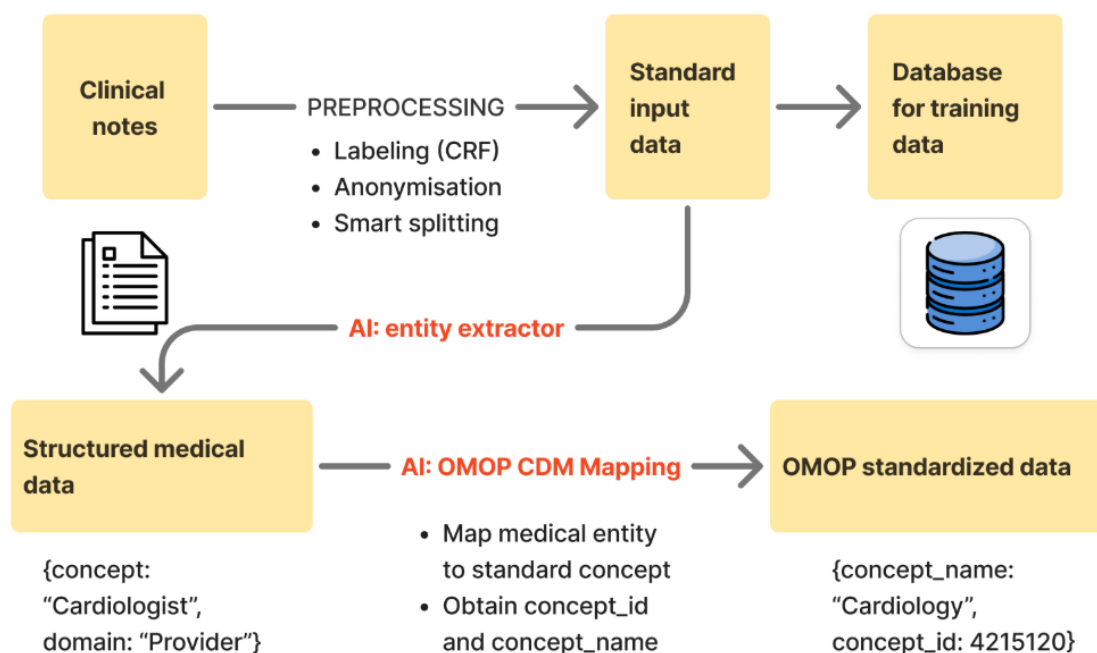 Clinical
notes
PREPROCESSING
• Labeling (CRF)
• Anonymisation
• Smart splitting
Standard
input
data
Database
for training
data
AI: entity extractor
Structured medical
data
AI: OMOP CDM Mapping
OMOP standardized data
{concept:
“Cardiologist”,
domain: “Provider”}
• Map medical entity
to standard concept
• Obtain concept_id
and concept_name
{concept_name:
“Cardiology”,
concept_id: 4215120}